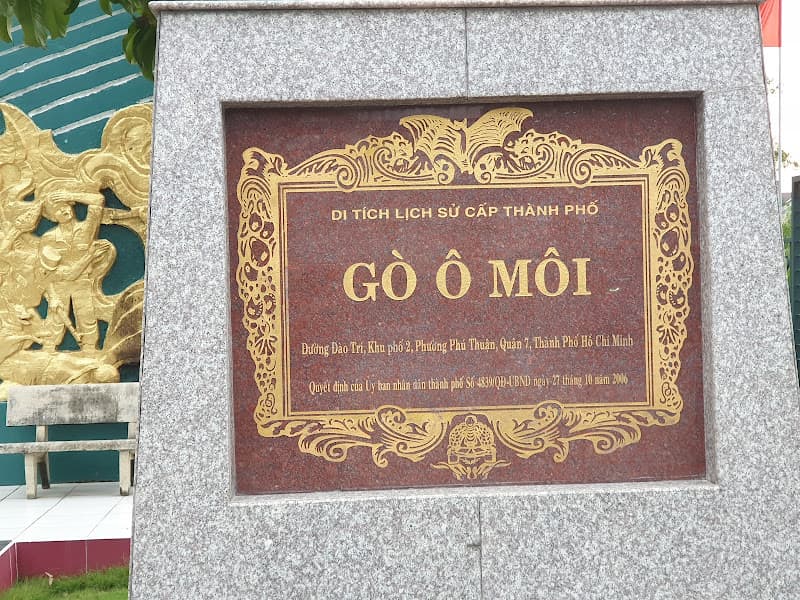 DI TÍCH LỊCH SỬ CẤP THÀNH PHỐ
GÒ Ô MÔI
Đường Đào Trí, Khu phố 2, Phường Phú Thuận, Quận 7, Thành Phố Hồ Chí Minh
Quyết định của Ủy ban nhân dân thành phố Số 4839/QĐ-UBND ngày 27 tháng 10 năm 2006